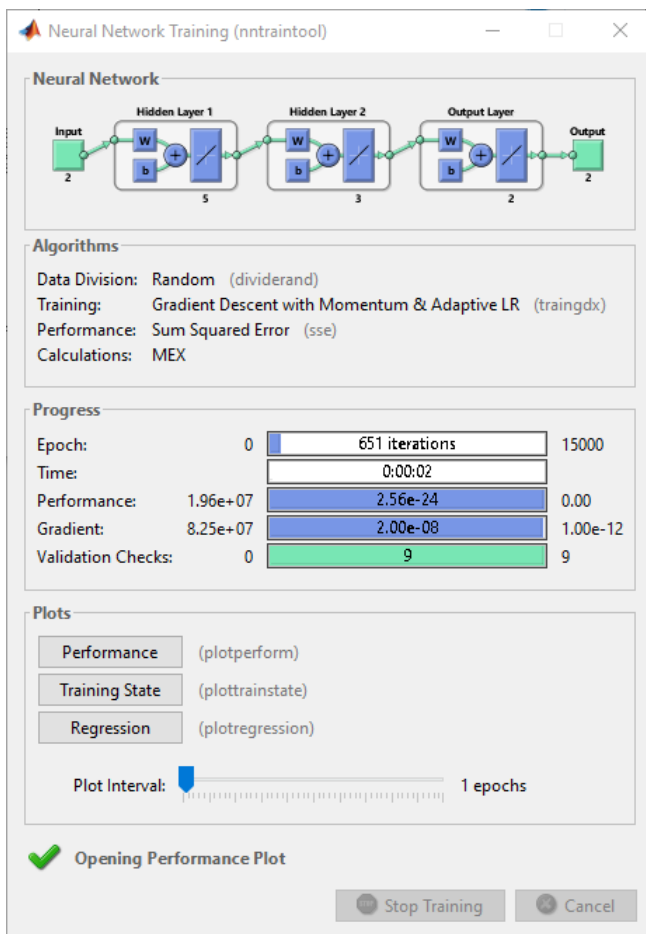 Neural Network Training (nntraintool)
Neural Network
Hidden Layer 1 Hidden Layer 2 Output Layer
Input Output
W W W
+ + +
b b b
2 2
5 3 2
Algorithms
Data Division: Random (dividerand)
Training: Gradient Descent with Momentum & Adaptive LR (traingdx)
Performance: Sum Squared Error (sse)
Calculations: MEX
Progress
Epoch: 0 651 iterations 15000
Time: 0:00:02
Performance: 1.96e+07 2.56e-24 0.00
Gradient: 8.25e+07 2.00e-08 1.00e-12
Validation Checks: 0 9 9
Plots
Performance (plotperform)
Training State (plottrainstate)
Regression (plotregression)
Plot Interval: 1 epochs
Opening Performance Plot
Stop Training Cancel